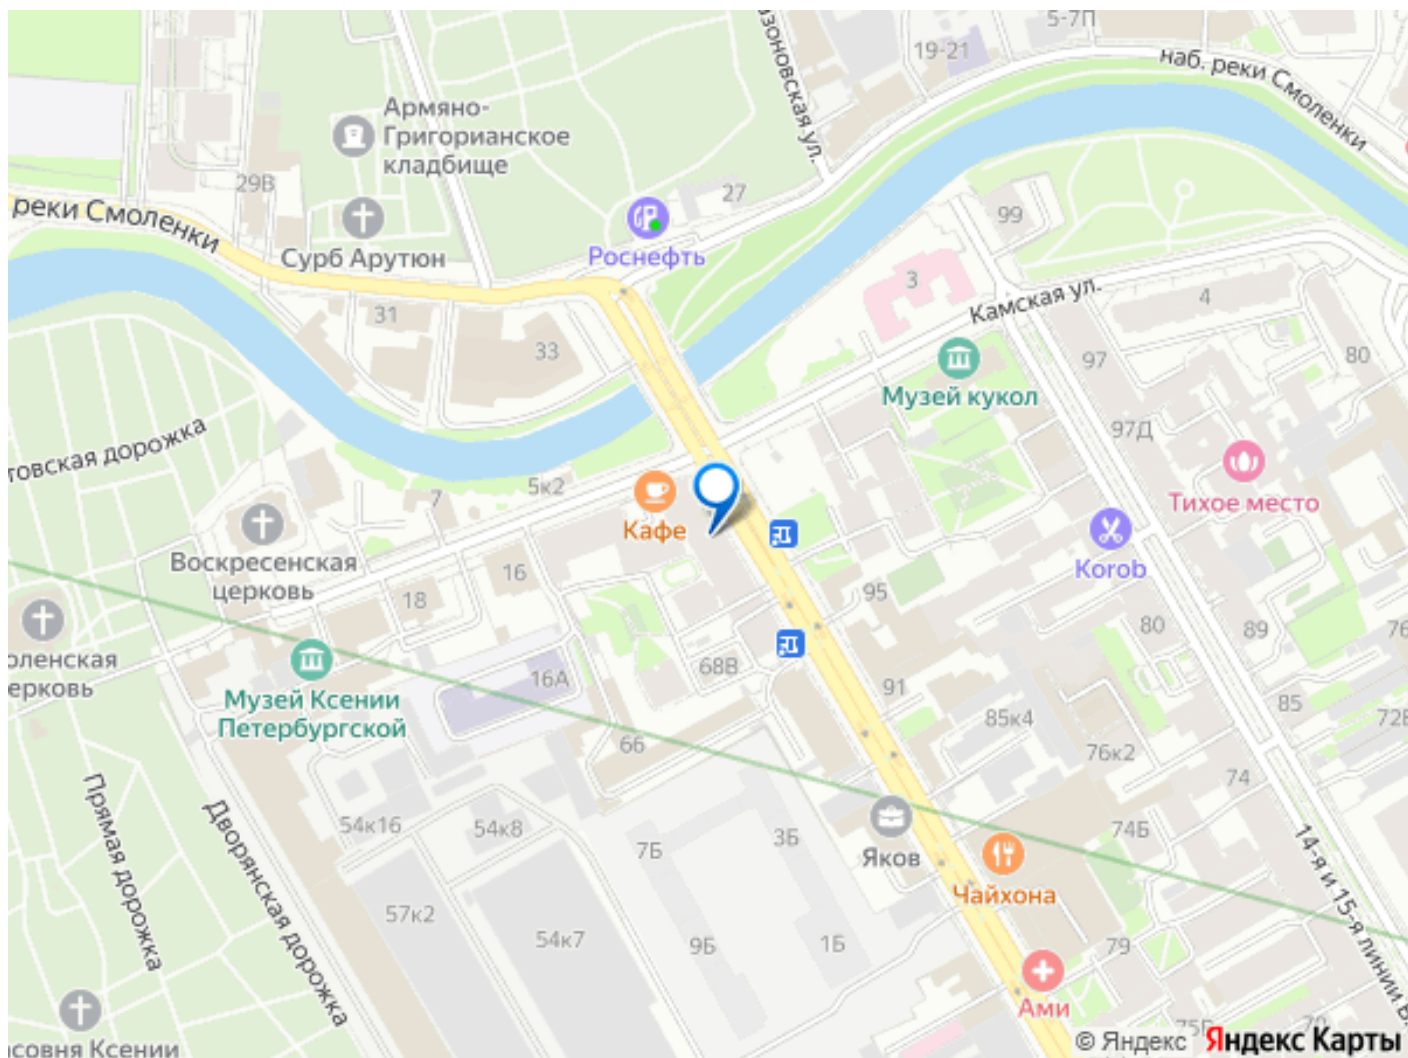 5-7П
19-21
наб. реки Смоленки
Армяно-
Григорианское
кладбище
29В
27
реки Смоленки
99
Сурб Арутюн
Роснефть
3
Камская ул.
4
31
33
97
80
Музей кукол
97Д
товская дорожка
Тихое место
7
5к2
Кафе
Воскресенская
церковь
16
Korob
18
95
80
89
76
оленская
ерковь
68В
16А
91
85
Музей Ксении
Петербургской
85к4
72В
66
76к2
74
Прямая дорожка
Дворянская дорожка
54к16
54к8
7Б
3Б
74Б
14-я и 15-я линии В
Яков
Чайхона
57к2
54к7
9Б
1Б
79
Ами
совня Ксении
© Яндекс
Яндекс Карты